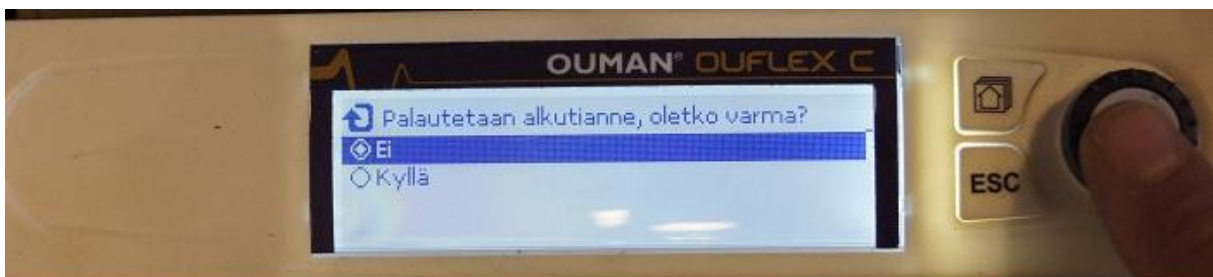 OUMAN® OUFLEX C
Palautetaan alkutianne, oletko varma?
Ei
Kyllä
ESC